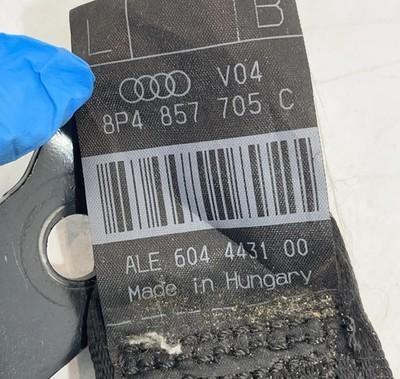 L B
V04
8P4 857 705 C
ALE 604 4431 00
Made in Hungary